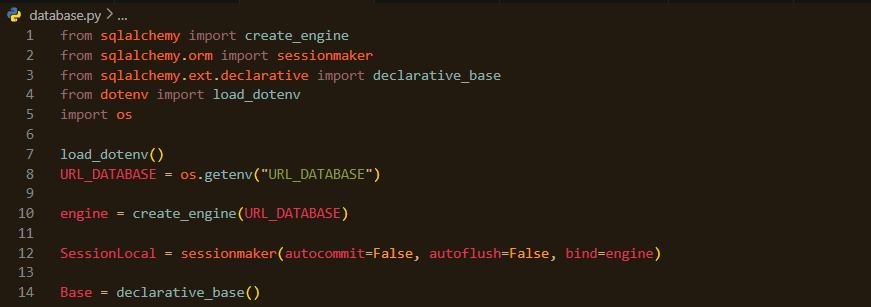 database.py > ...
1 from sqlalchemy import create_engine
2 from sqlalchemy.orm import sessionmaker
3 from sqlalchemy.ext.declarative import declarative_base
4 from dotenv import load_dotenv
5 import os
6
7 load_dotenv()
8 URL_DATABASE = os.getenv("URL_DATABASE")
9
10 engine = create_engine(URL_DATABASE)
11
12 SessionLocal = sessionmaker(autocommit=False, autoflush=False, bind=engine)
13
14 Base = declarative_base()